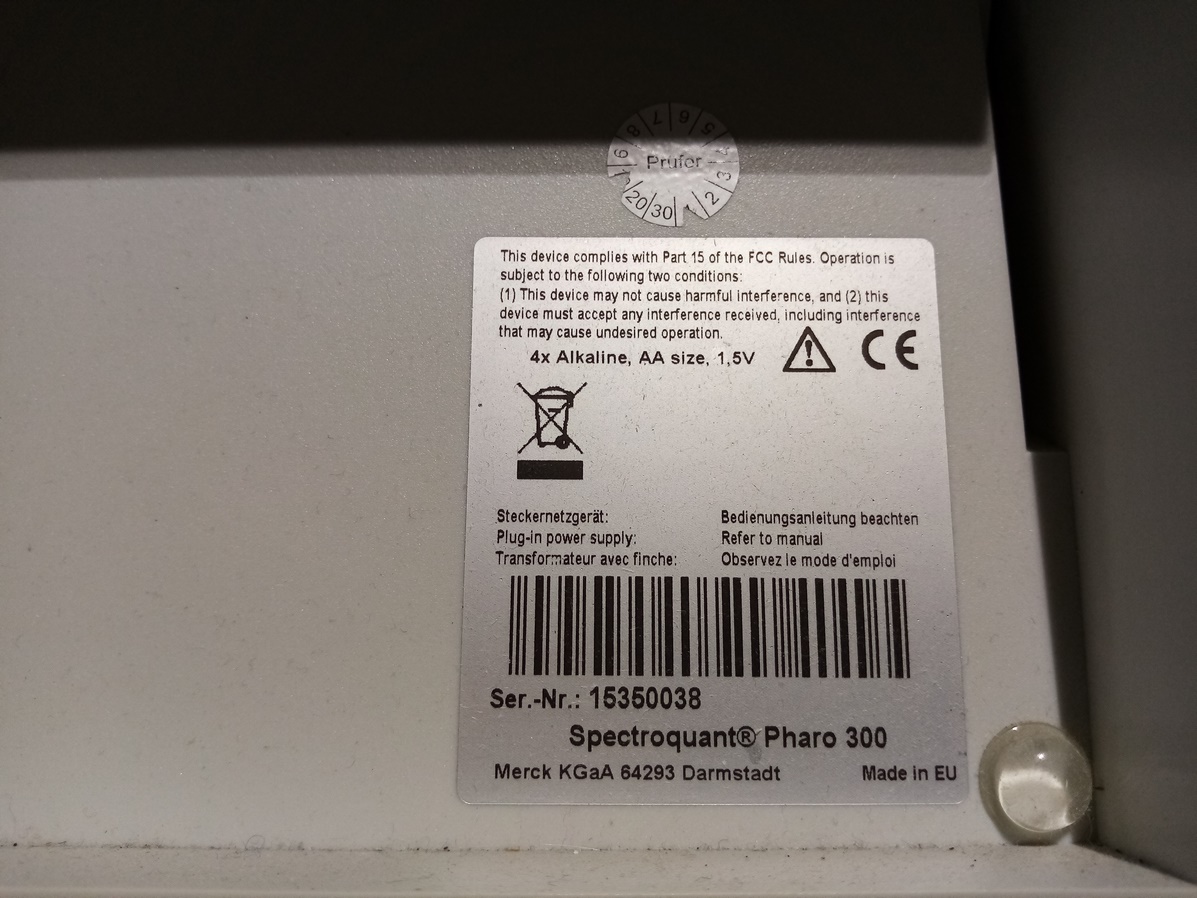 9 8 7 6 5 4 3 2
Prüfer
20 30
This device complies with Part 15 of the FCC Rules. Operation is
subject to the following two conditions:
(1) This device may not cause harmful interference, and (2) this
device must accept any interference received, including interference
that may cause undesired operation.
4x Alkaline, AA size, 1,5V
CE
Steckernetzgerät:
Bedienungsanleitung beachten
Plug-in power supply:
Refer to manual
Transformateur avec finche:
Observez le mode d'emploi
Ser.-Nr.: 15350038
Spectroquant® Pharo 300
Merck KGaA 64293 Darmstadt
Made in EU